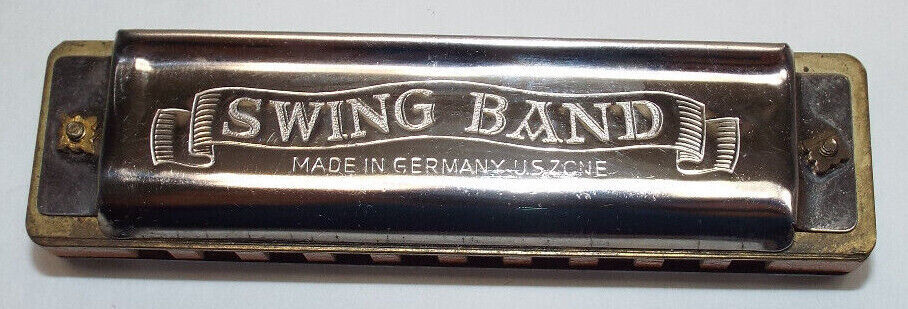 SWING BAND
MADE IN GERMANY-U.S.ZONE